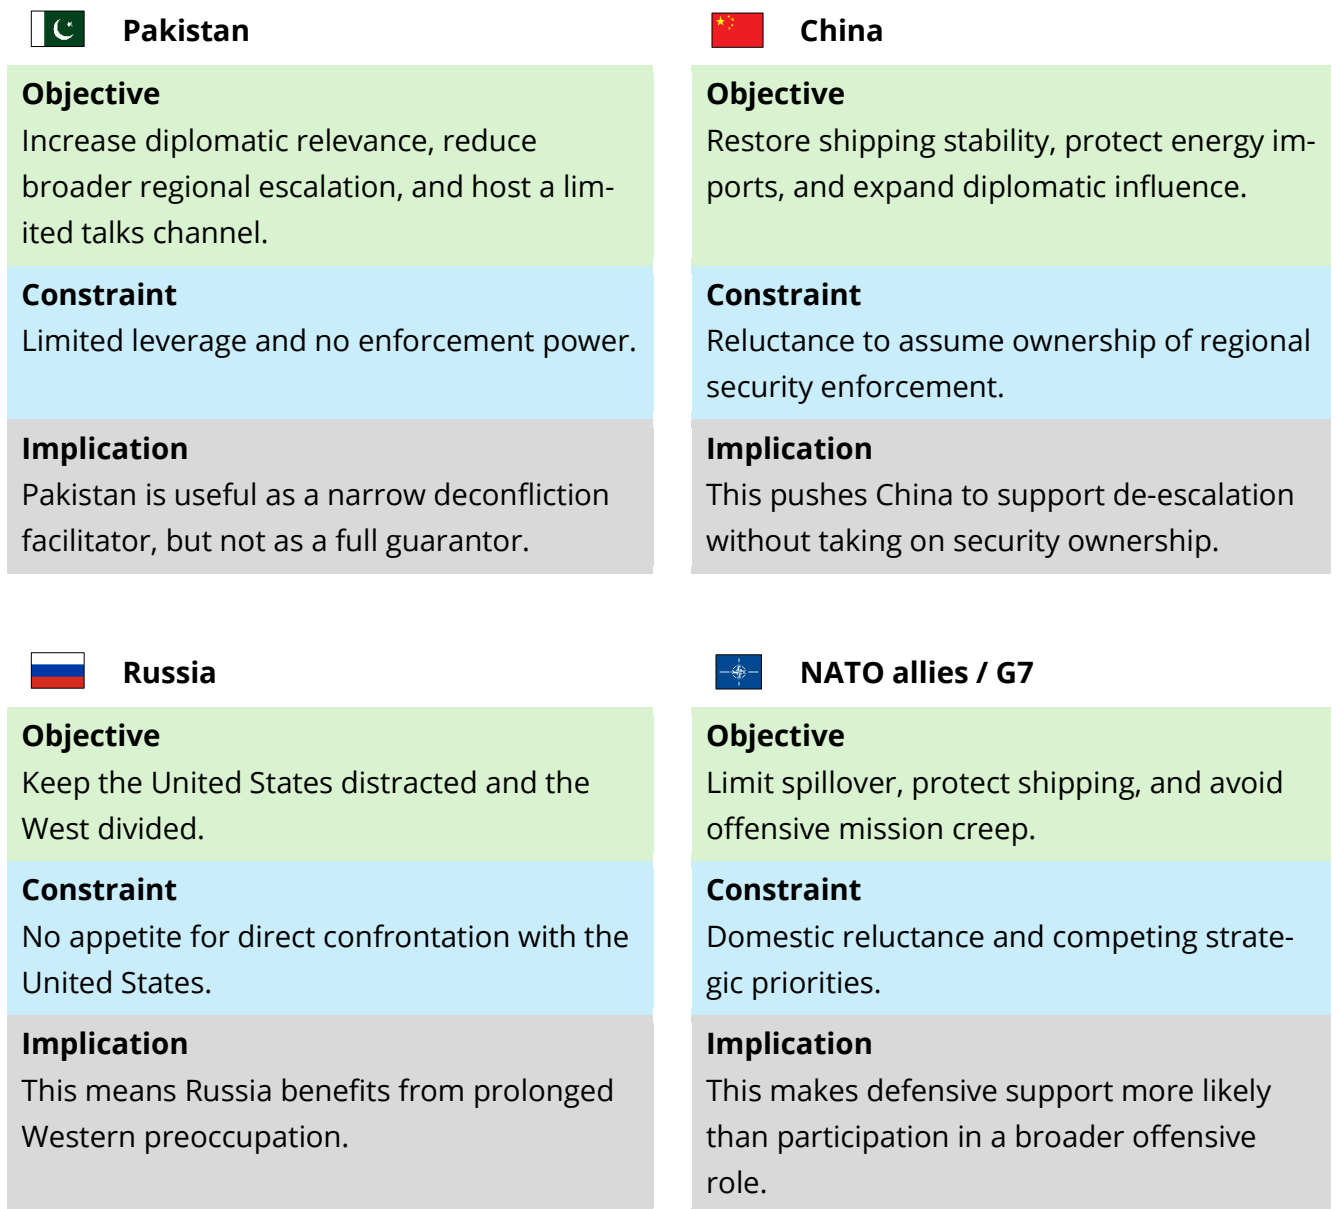 Pakistan
Objective
Increase diplomatic relevance, reduce
broader regional escalation, and host a lim-
ited talks channel.
Constraint
Limited leverage and no enforcement power.
Implication
Pakistan is useful as a narrow deconfliction
facilitator, but not as a full guarantor.
China
Objective
Restore shipping stability, protect energy im-
ports, and expand diplomatic influence.
Constraint
Reluctance to assume ownership of regional
security enforcement.
Implication
This pushes China to support de-escalation
without taking on security ownership.
Russia
Objective
Keep the United States distracted and the
West divided.
Constraint
No appetite for direct confrontation with the
United States.
Implication
This means Russia benefits from prolonged
Western preoccupation.
NATO allies / G7
Objective
Limit spillover, protect shipping, and avoid
offensive mission creep.
Constraint
Domestic reluctance and competing strate-
gic priorities.
Implication
This makes defensive support more likely
than participation in a broader offensive
role.